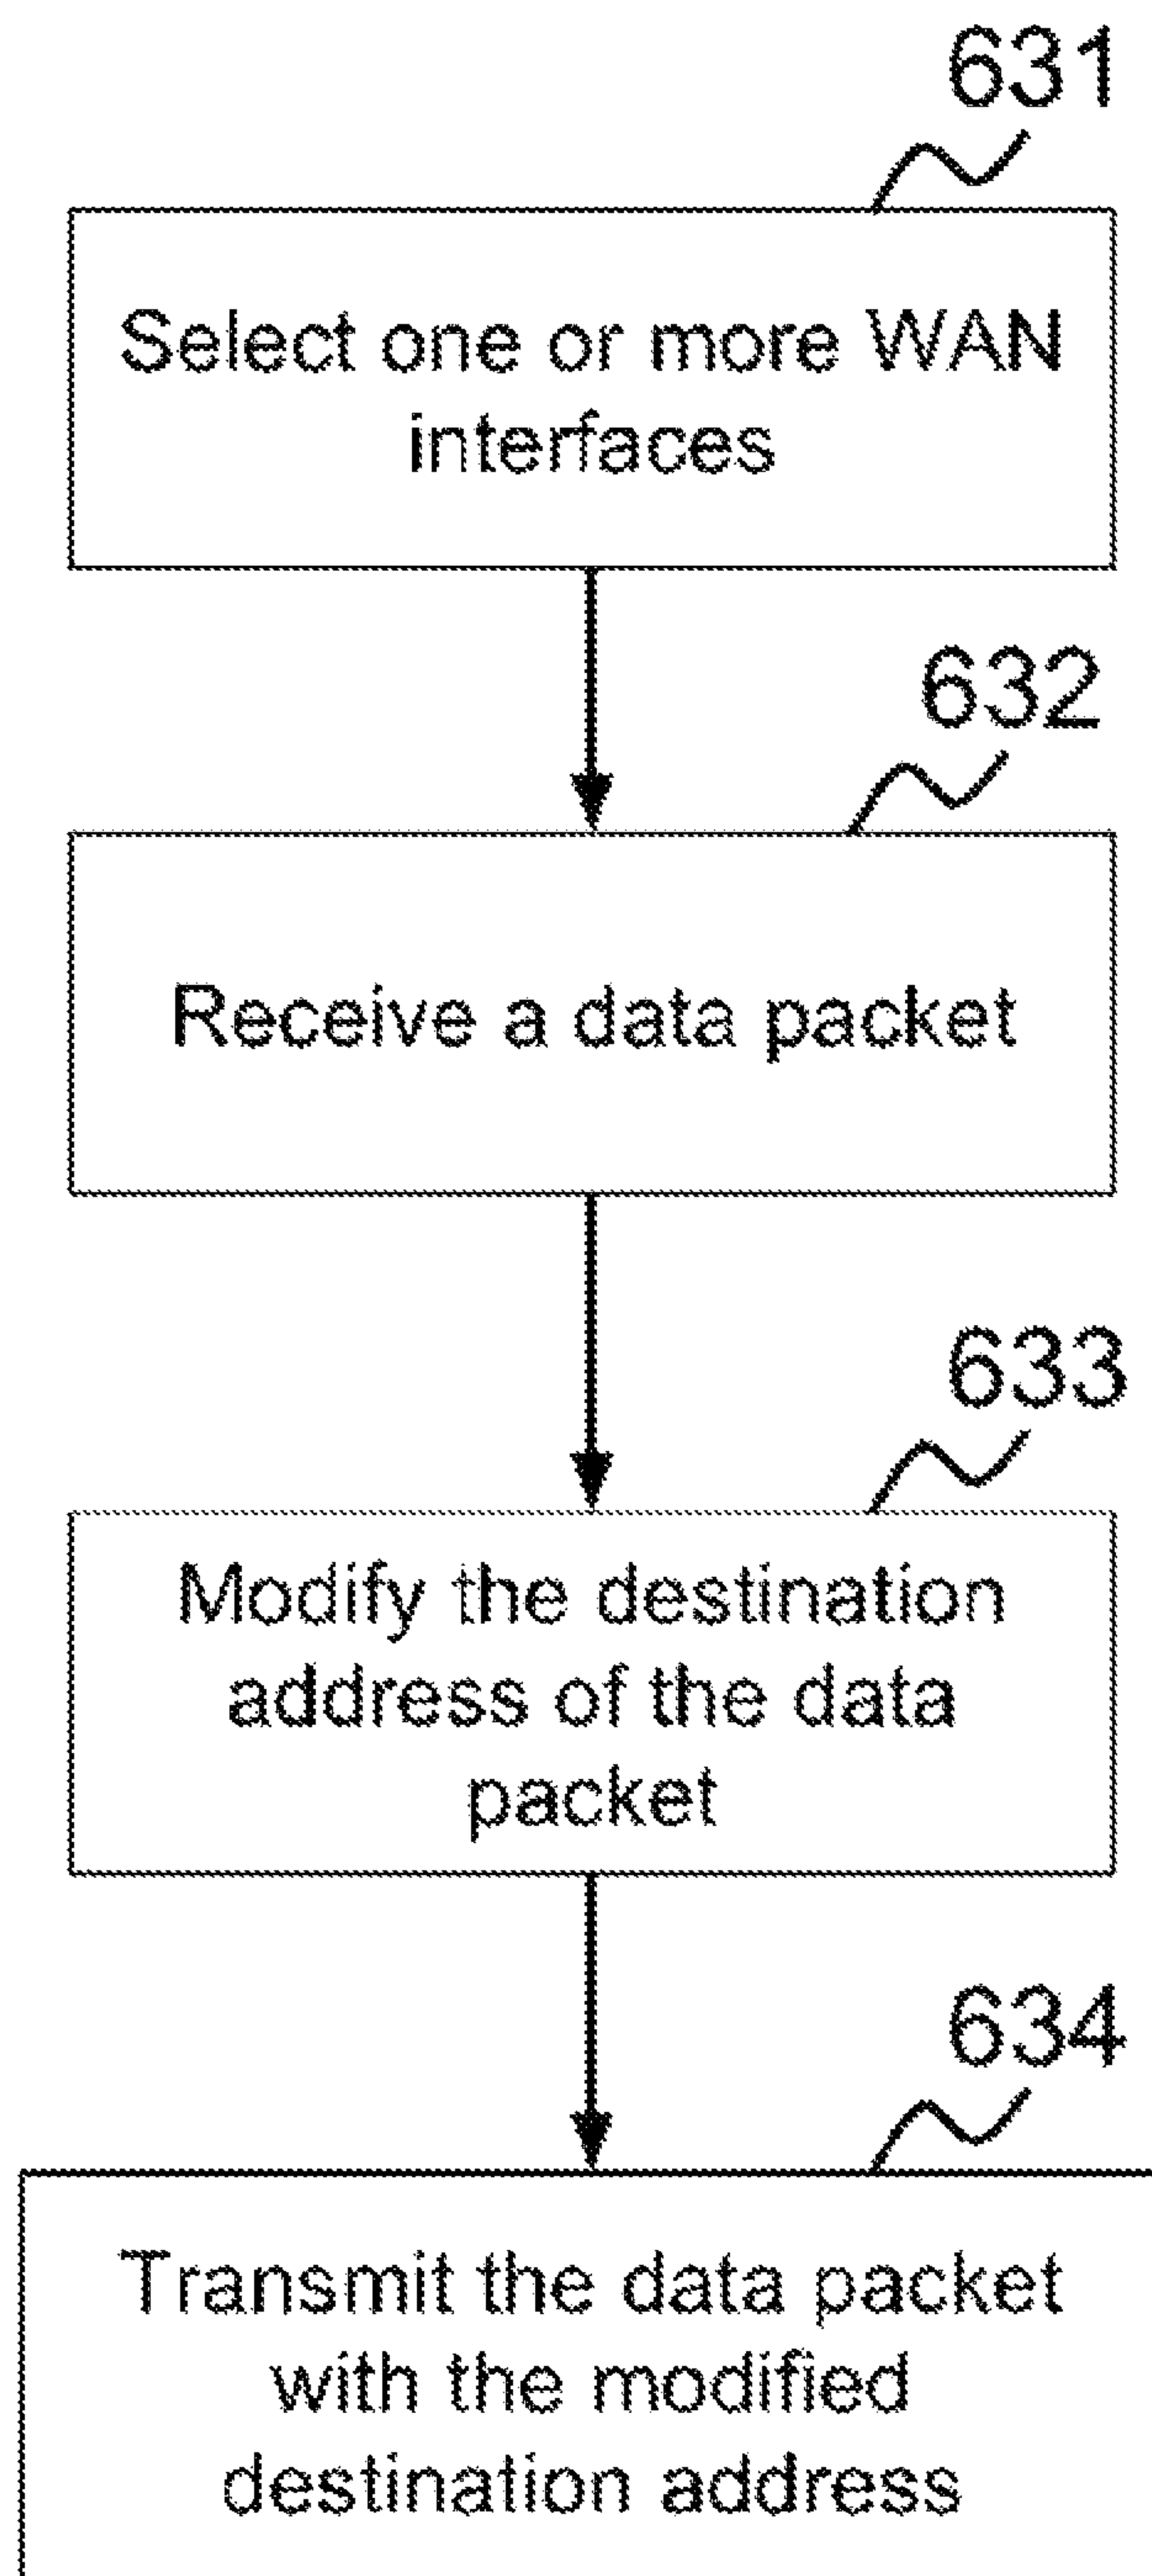 631
Select one or more WAN
interfaces
632
Receive a data packet
633
Modify the destination
address of the data
packet
634
Transmit the data packet
with the modified
destination address